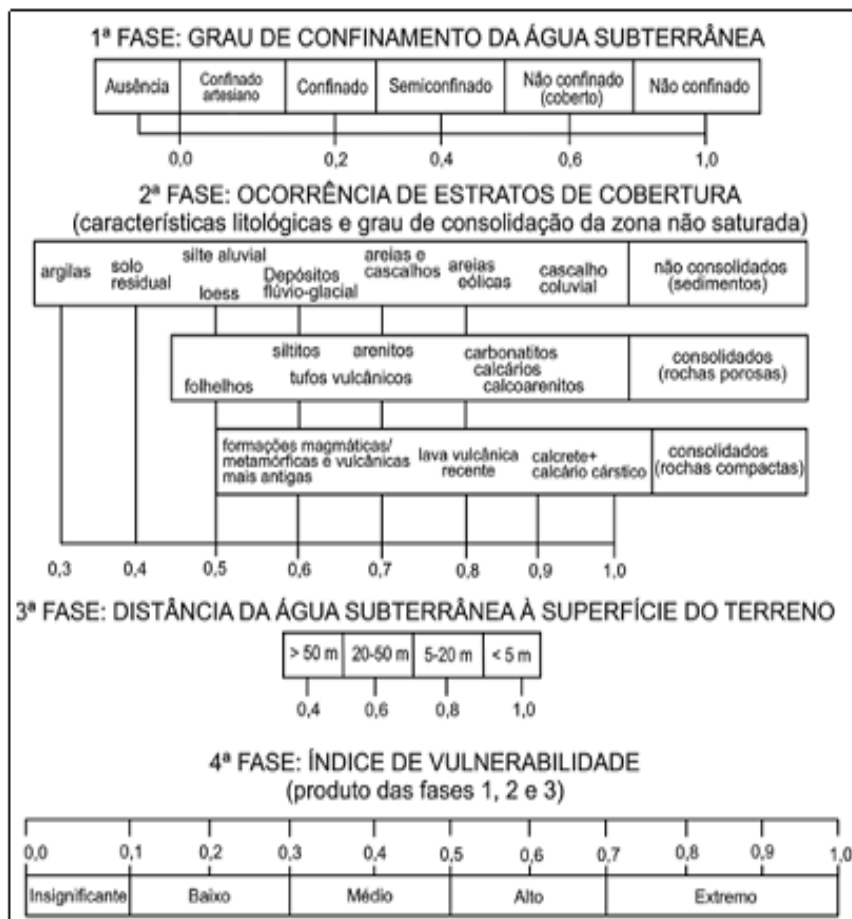 1ª FASE: GRAU DE CONFINAMENTO DA ÁGUA SUBTERRÂNEA
Ausência
Confinado
artesiano
Confinado
Semiconfinado
Não confinado
(coberto)
Não confinado
0,0
0,2
0,4
0,6
1,0
2ª FASE: OCORRÊNCIA DE ESTRATOS DE COBERTURA
(características litológicas e grau de consolidação da zona não saturada)
argilas
solo
residual
silte aluvial
loess
Depósitos
flúvio-glacial
areias e
cascalhos
areias
eólicas
cascalho
coluvial
não consolidados
(sedimentos)
folhelhos
siltitos
tufos vulcânicos
arenitos
carbonatitos
calcários
calcoarenitos
consolidados
(rochas porosas)
formações magmáticas/
metamórficas e vulcânicas
mais antigas
lava vulcânica
recente
calcrete+
calcário cárstico
consolidados
(rochas compactas)
0,3
0,4
0,5
0,6
0,7
0,8
0,9
1,0
3ª FASE: DISTÂNCIA DA ÁGUA SUBTERRÂNEA À SUPERFÍCIE DO TERRENO
> 50 m
20-50 m
5-20 m
< 5 m
0,4
0,6
0,8
1,0
4ª FASE: ÍNDICE DE VULNERABILIDADE
(produto das fases 1, 2 e 3)
0,0
0,1
0,2
0,3
0,4
0,5
0,6
0,7
0,8
0,9
1,0
Insignificante
Baixo
Médio
Alto
Extremo